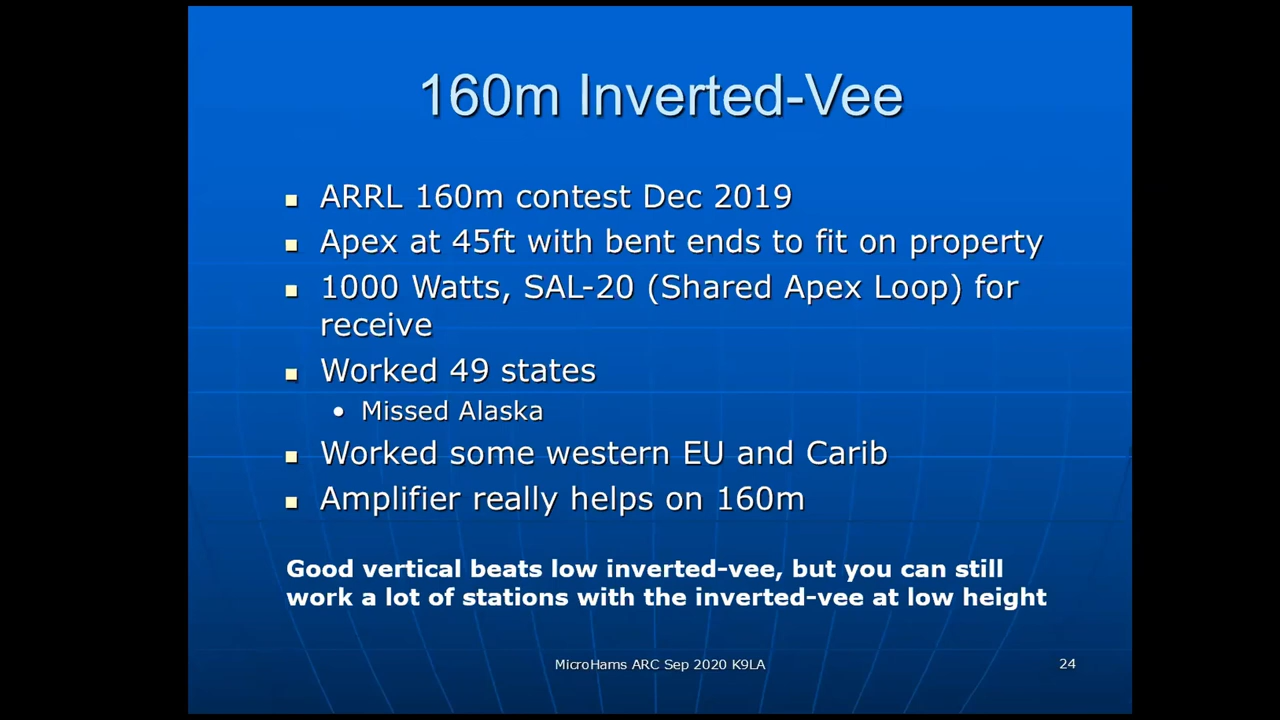 160m Inverted-Vee
ARRL 160m contest Dec 2019
Apex at 45ft with bent ends to fit on property
1000 Watts, SAL-20 (Shared Apex Loop) for
receive
Worked 49 states
Missed Alaska
Worked some western EU and Carib
Amplifier really helps on 160m
Good vertical beats low inverted-vee, but you can still
work a lot of stations with the inverted-vee at low height
MicroHams ARC Sep 2020 K9LA
24